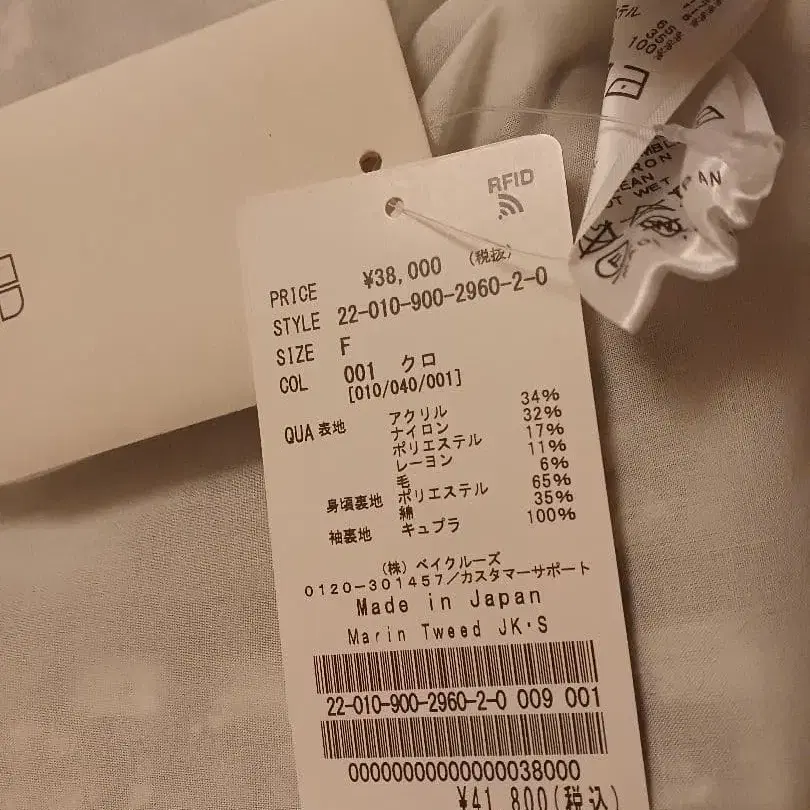 RFID
PRICE ¥38,000 (税抜)
STYLE 22-010-900-2960-2-0
SIZE F
COL 001 クロ
[010/040/001]
QUA 表地 アクリル 34%
ナイロン 32%
ポリエステル 17%
レーヨン 11%
毛 6%
身頃裏地 ポリエステル 65%
綿 35%
袖裏地 キュプラ 100%
(株) ベイクルーズ
0120-301457/カスタマーサポート
Made in Japan
Marin Tweed JK・S
22-010-900-2960-2-0 009 001
00000000000000038000
¥41,800(税込)